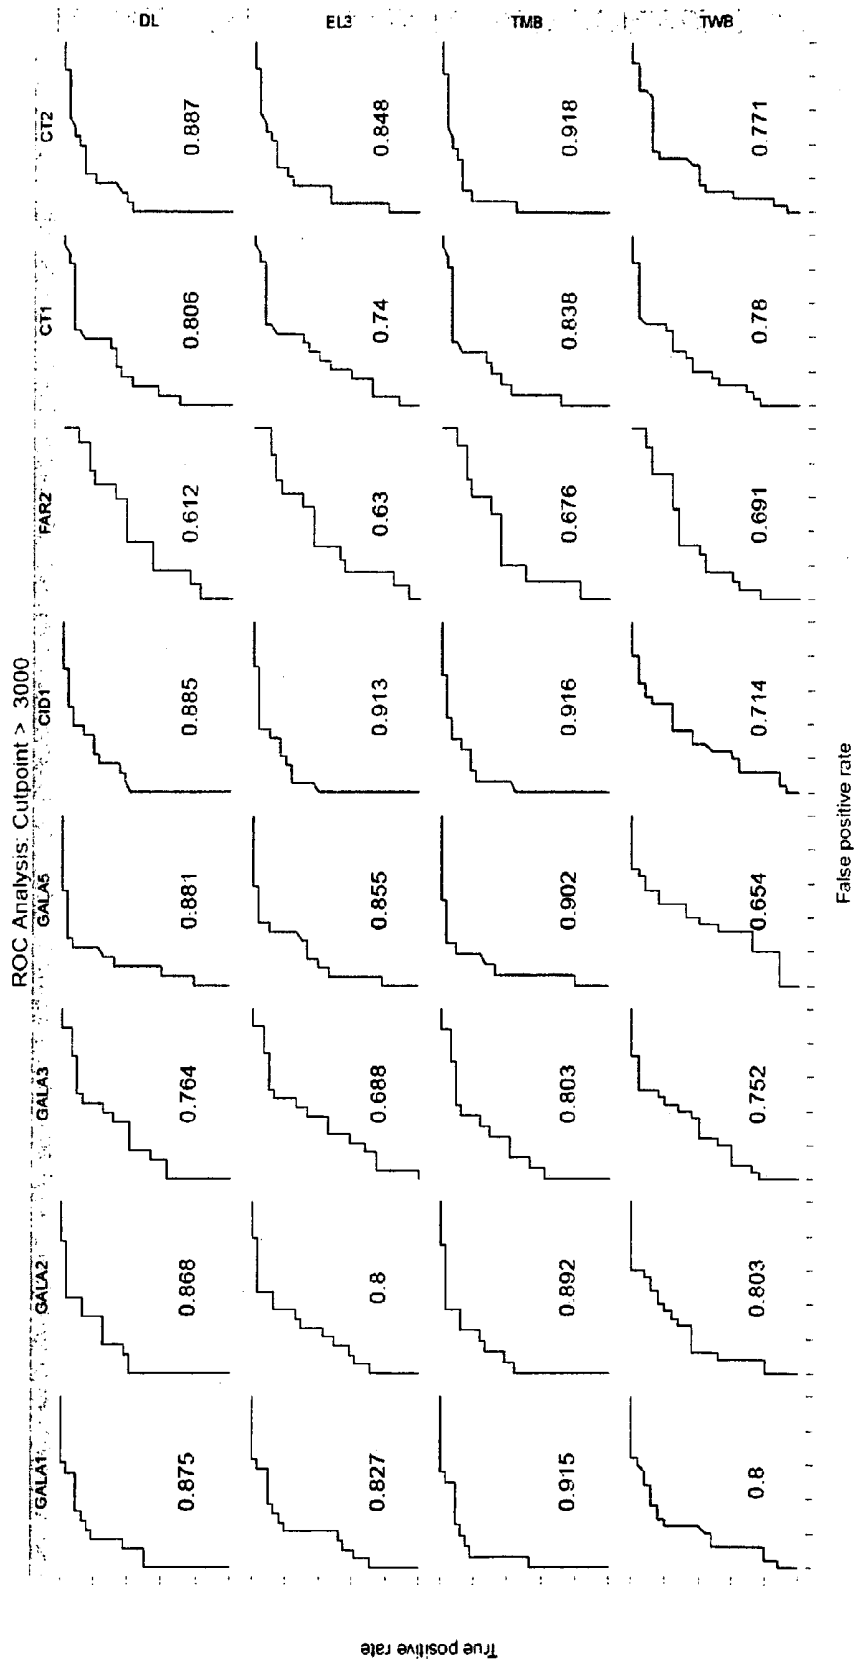 ROC Analysis: Cutpoint > 3000
GALA1 GALA2 GALA3 GALA5 CID1 FAR2 CT1 CT2
0.875 0.868 0.764 0.881 0.885 0.612 0.806 0.887 DL
0.827 0.8 0.688 0.855 0.913 0.63 0.74 0.848 EL3
0.915 0.892 0.803 0.902 0.916 0.676 0.838 0.918 TMB
0.8 0.803 0.752 0.654 0.714 0.691 0.78 0.771 TWB
True positive rate
False positive rate